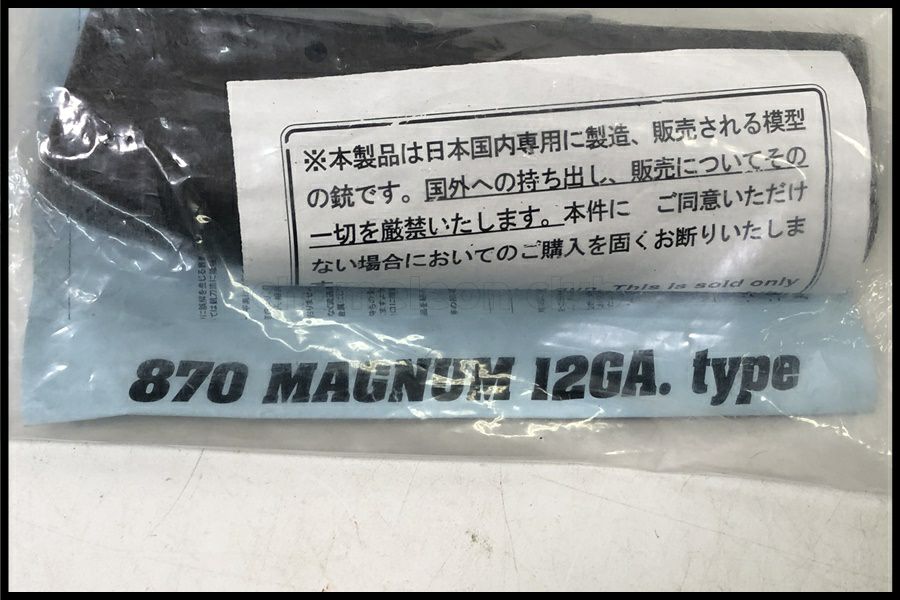 ※本製品は日本国内専用に製造、販売される模型
の銃です。国外への持ち出し、販売についてその
一切を厳禁いたします。本件に　ご同意いただけ
ない場合においてのご購入を固くお断りいたしま
This is sold only
870 MAGNUM 12GA. type